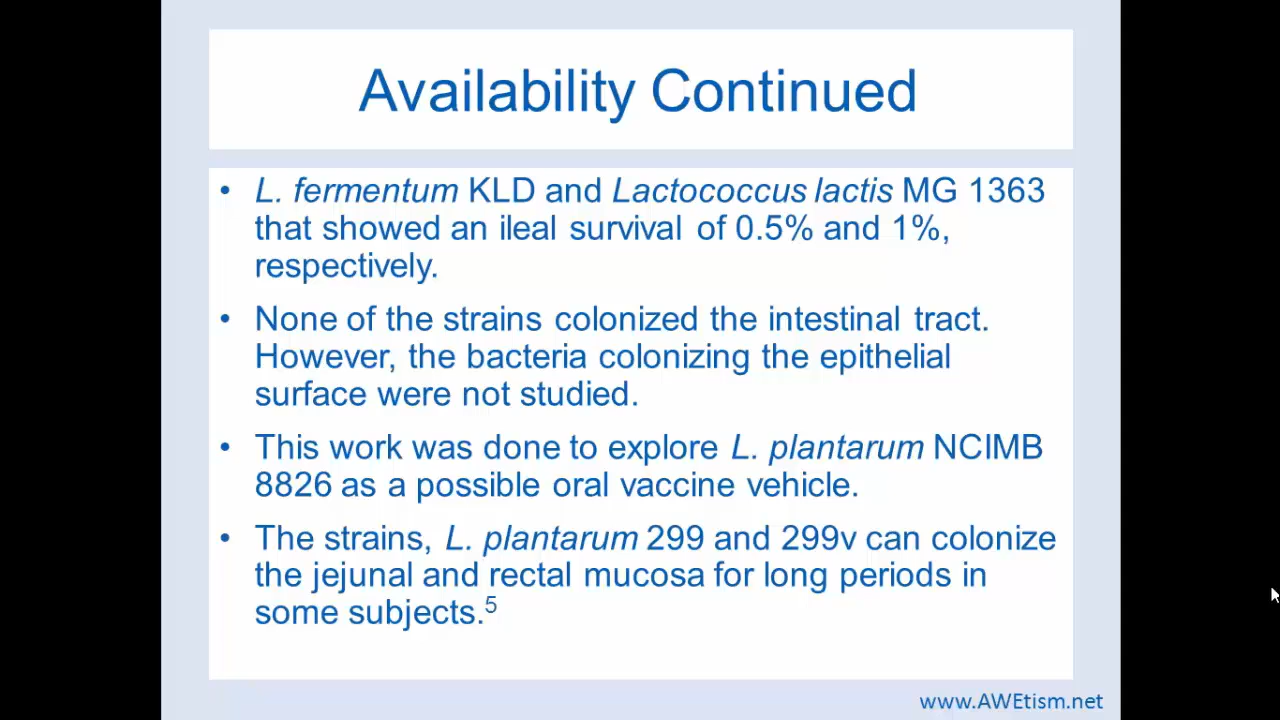 Availability Continued
• L. fermentum KLD and Lactococcus lactis MG 1363
that showed an ileal survival of 0.5% and 1%,
respectively.
• None of the strains colonized the intestinal tract.
However, the bacteria colonizing the epithelial
surface were not studied.
• This work was done to explore L. plantarum NCIMB
8826 as a possible oral vaccine vehicle.
• The strains, L. plantarum 299 and 299v can colonize
the jejunal and rectal mucosa for long periods in
some subjects.⁵
www.AWEtism.net